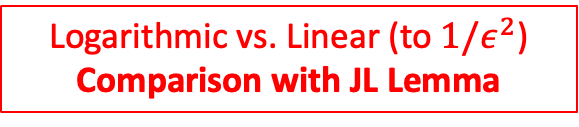 Logarithmic vs. Linear (to 1/ϵ²)
Comparison with JL Lemma